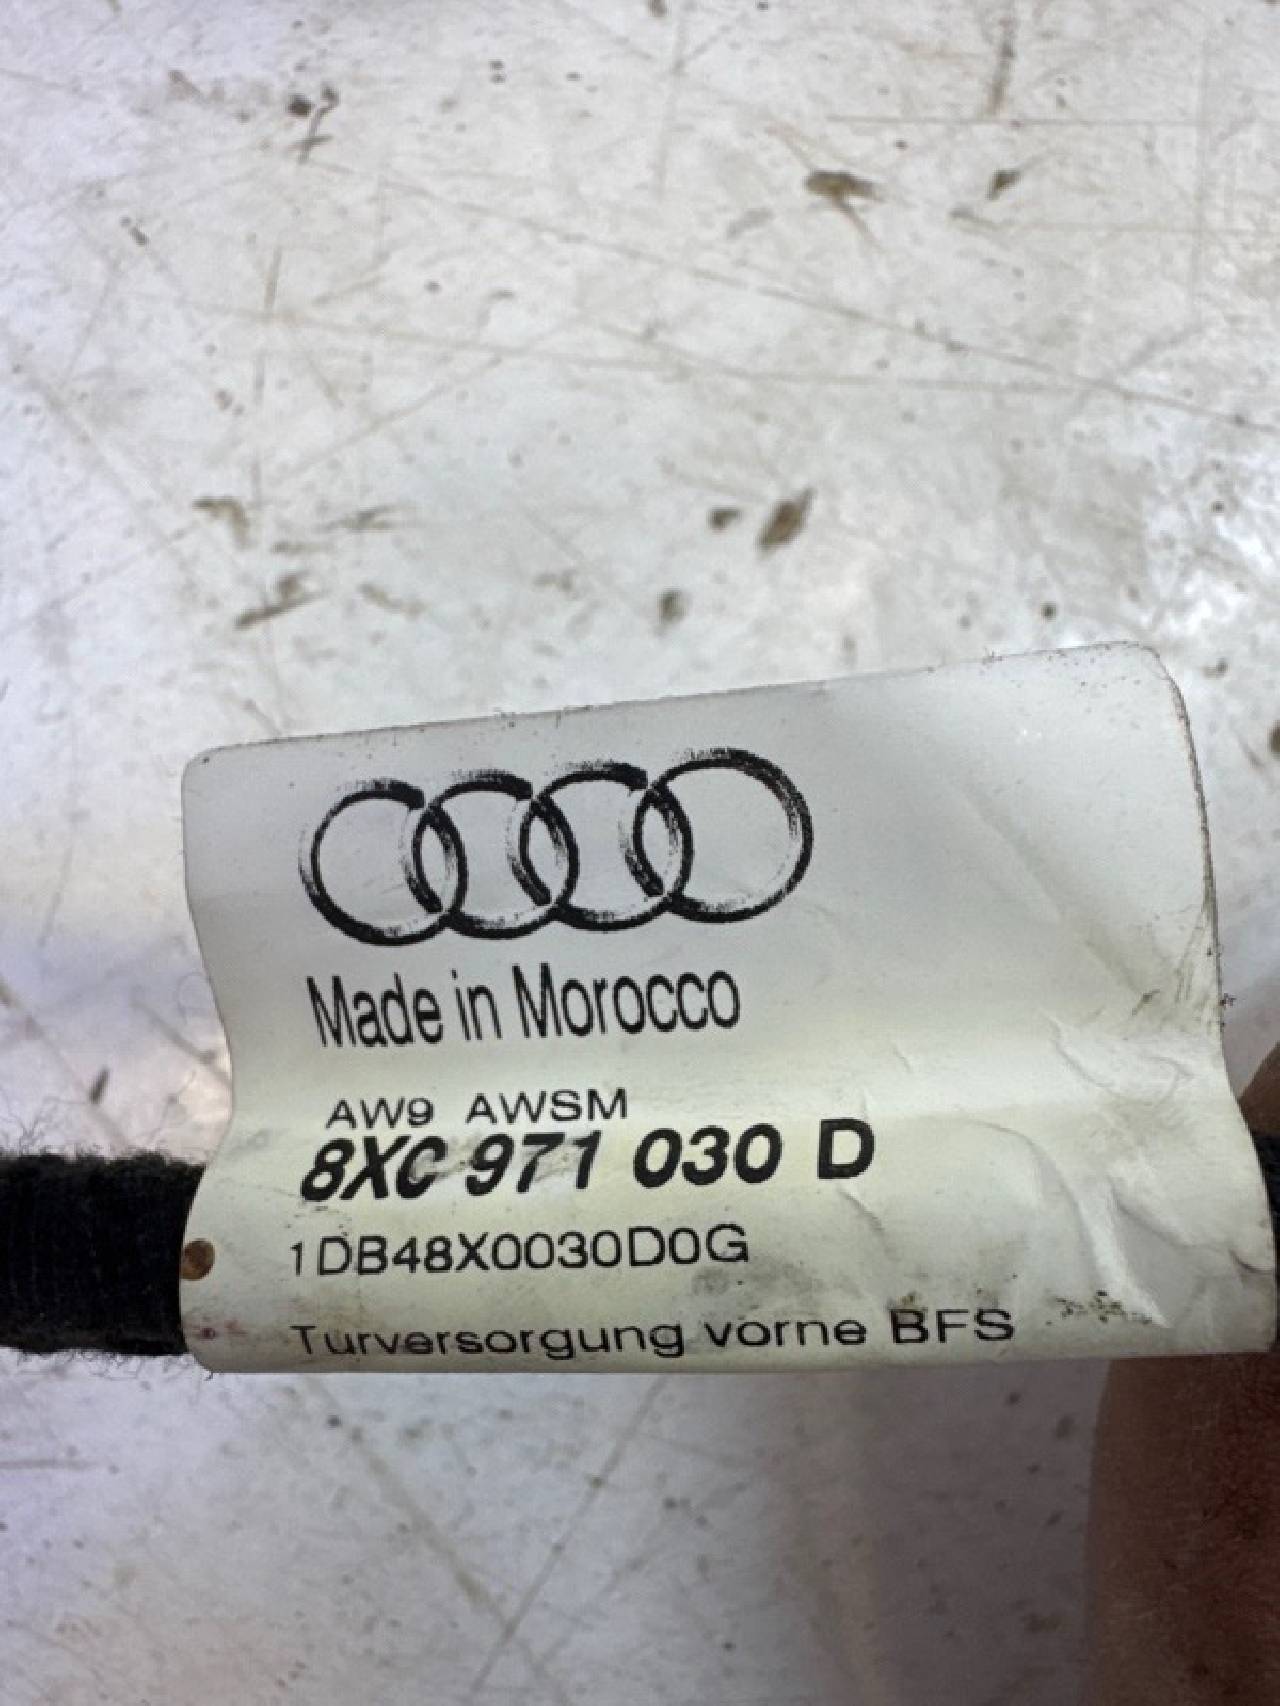 Made in Morocco
AW9 AWSM
8XC 971 030 D
1DB48X0030D0G
Turversorgung vorne BFS